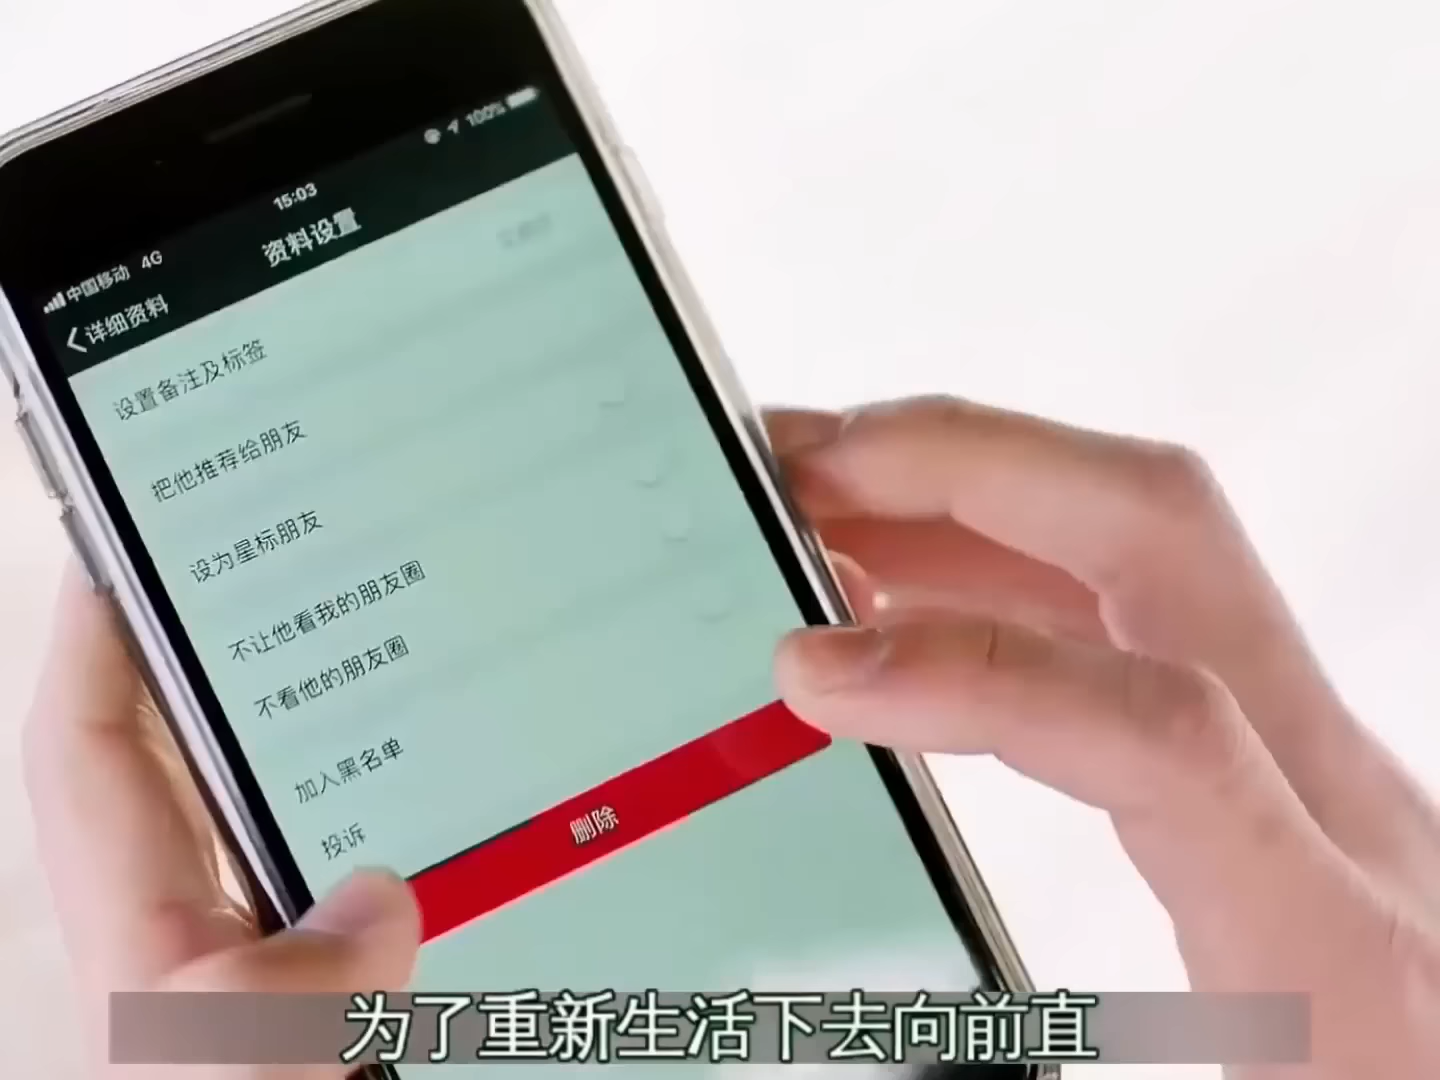 中国移动 4G
15:03
100%
详细资料
资料设置
设置备注及标签
把他推荐给朋友
设为星标朋友
不让他看我的朋友圈
不看他的朋友圈
加入黑名单
投诉
删除
为了重新生活下去向前直